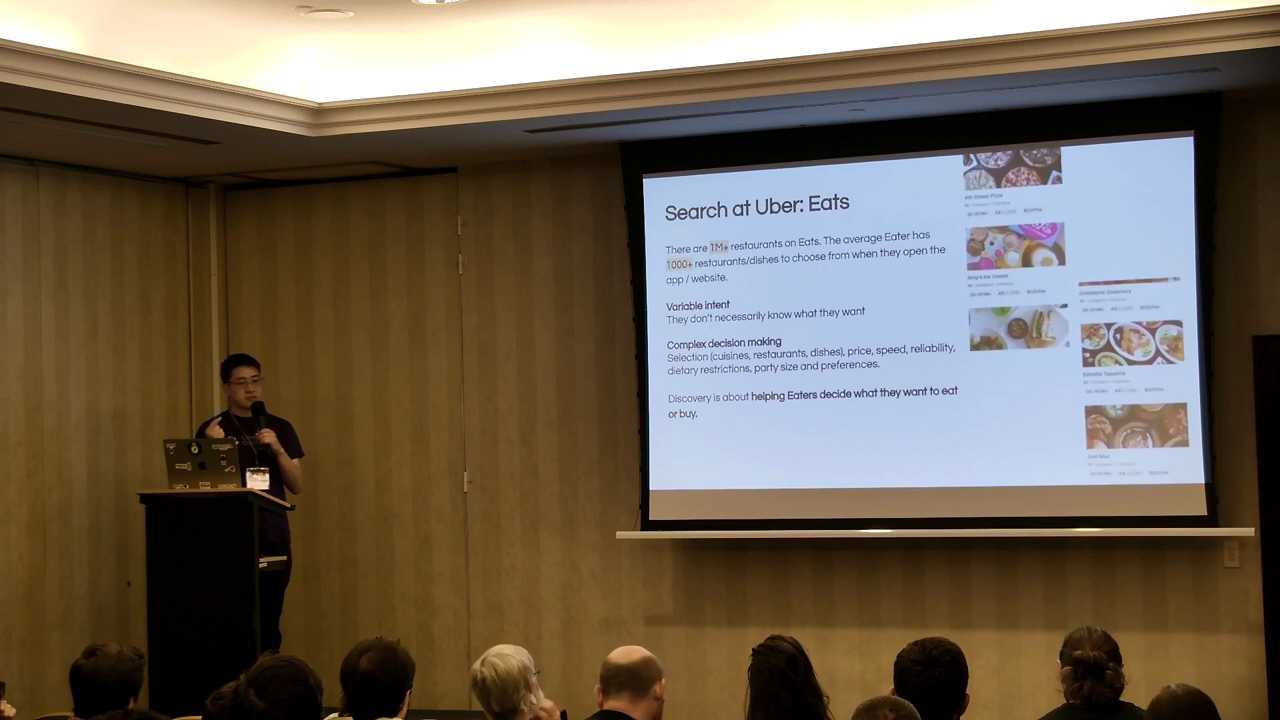 Search at Uber: Eats
There are 1M+ restaurants on Eats. The average Eater has
1000+ restaurants/dishes to choose from when they open the
app / website.
Variable intent
They don't necessarily know what they want
Complex decision making
Selection (cuisines, restaurants, dishes), price, speed, reliability,
dietary restrictions, party size and preferences.
Discovery is about helping Eaters decide what they want to eat
or buy.
4th Street Pizza